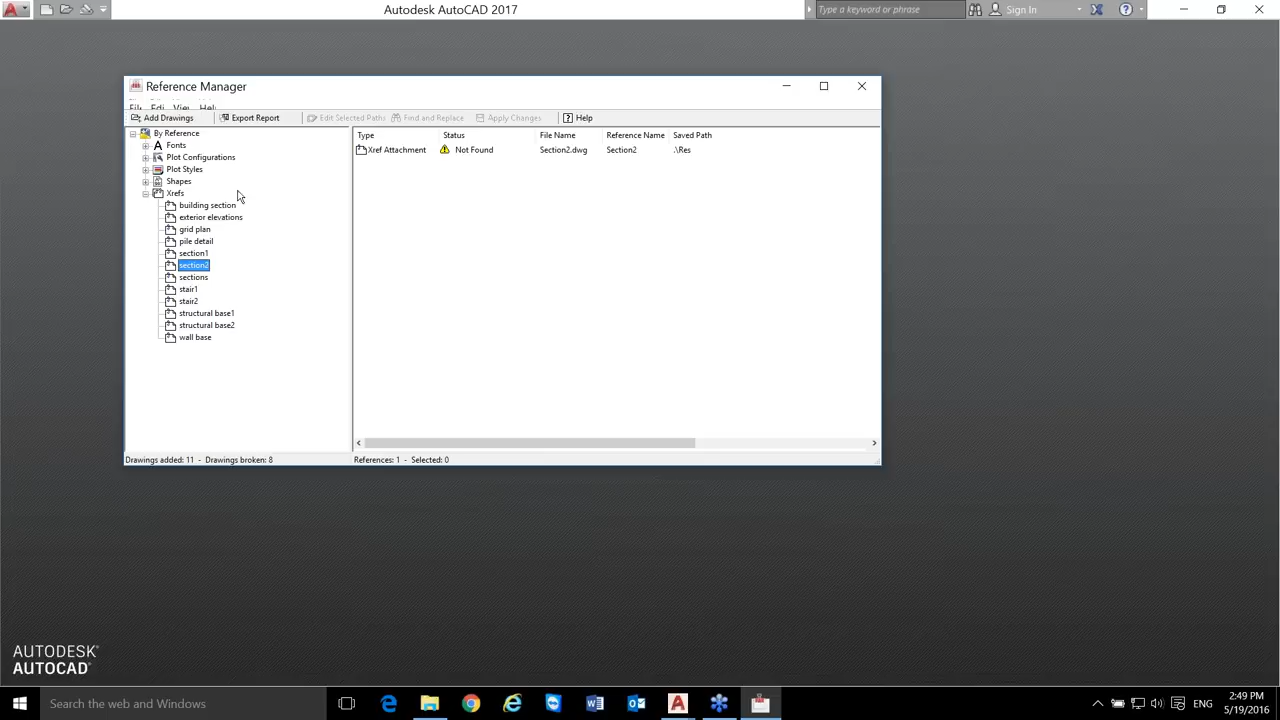 Autodesk AutoCAD 2017
Type a keyword or phrase
Sign In
Reference Manager
Add Drawings
Export Report
Edit Selected Paths
Find and Replace
Apply Changes
Help
By Reference
Fonts
Plot Configurations
Plot Styles
Shapes
Xrefs
building section
exterior elevations
grid plan
pile detail
section1
section2
sections
stair1
stair2
structural base1
structural base2
wall base
Type Status File Name Reference Name Saved Path
Xref Attachment Not Found Section2.dwg Section2 .\Res
Drawings added: 11 - Drawings broken: 8
References: 1 - Selected: 0
AUTODESK®
AUTOCAD®
Search the web and Windows
ENG
2:49 PM
5/19/2016